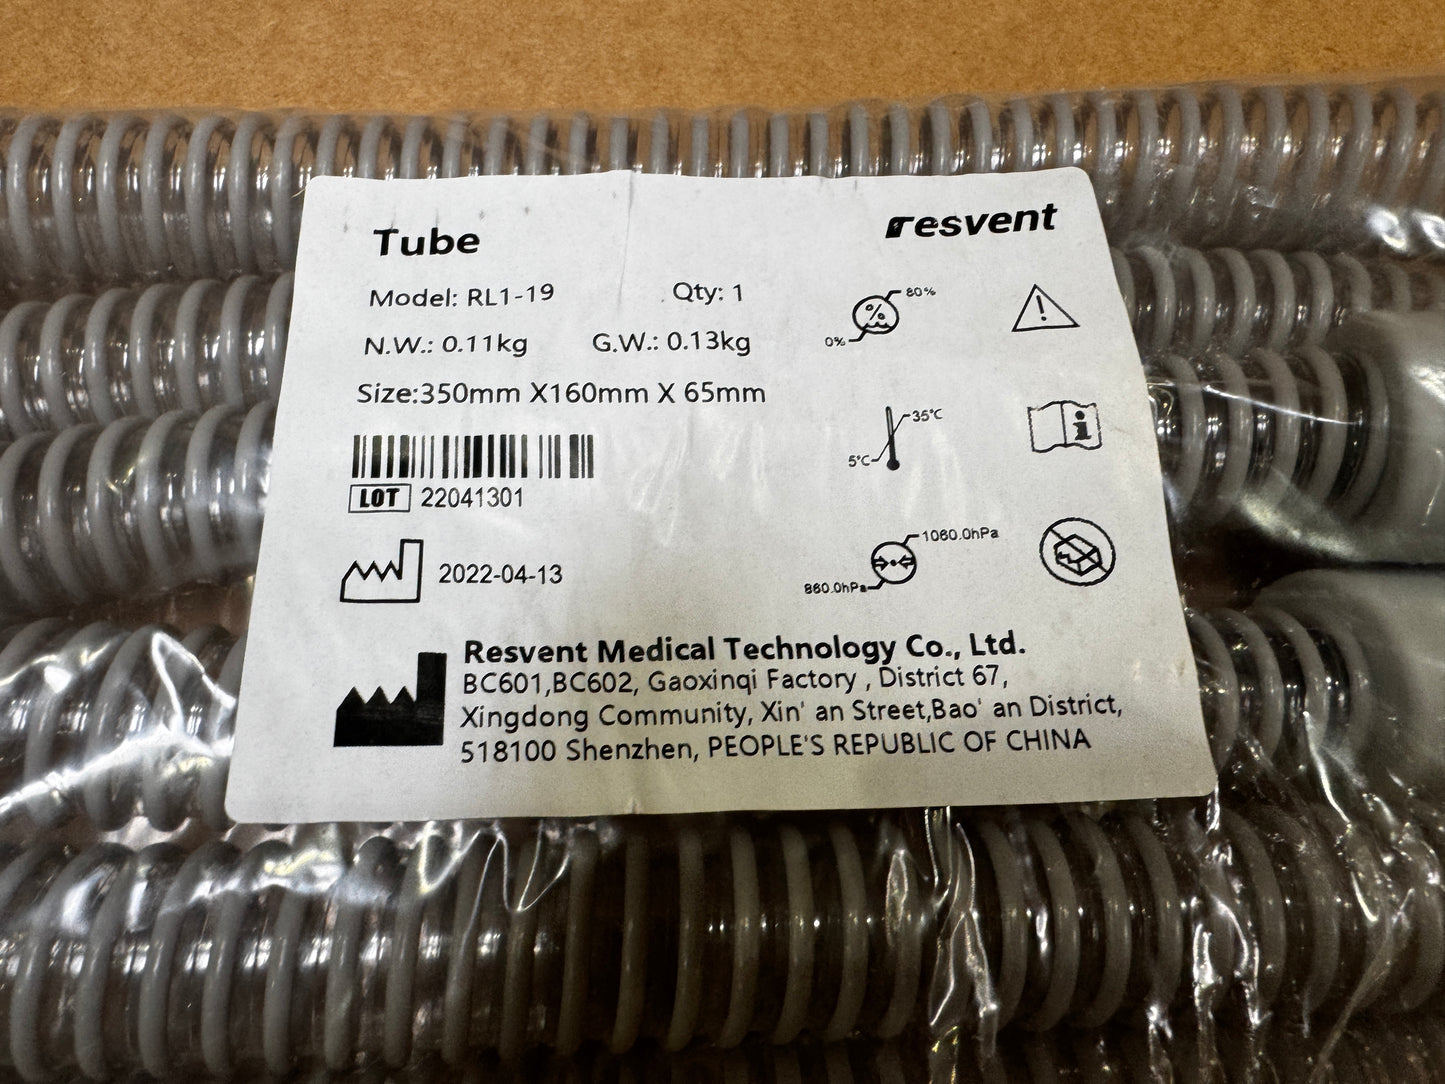 Tube
resvent
Model: RL1-19
Qty: 1
N.W.: 0.11kg
G.W.: 0.13kg
Size:350mm X160mm X 65mm
LOT 22041301
2022-04-13
80%
%
0%
35°C
5°C
1060.0hPa
860.0hPa
Resvent Medical Technology Co., Ltd.
BC601,BC602, Gaoxinqi Factory , District 67,
Xingdong Community, Xin' an Street,Bao' an District,
518100 Shenzhen, PEOPLE'S REPUBLIC OF CHINA